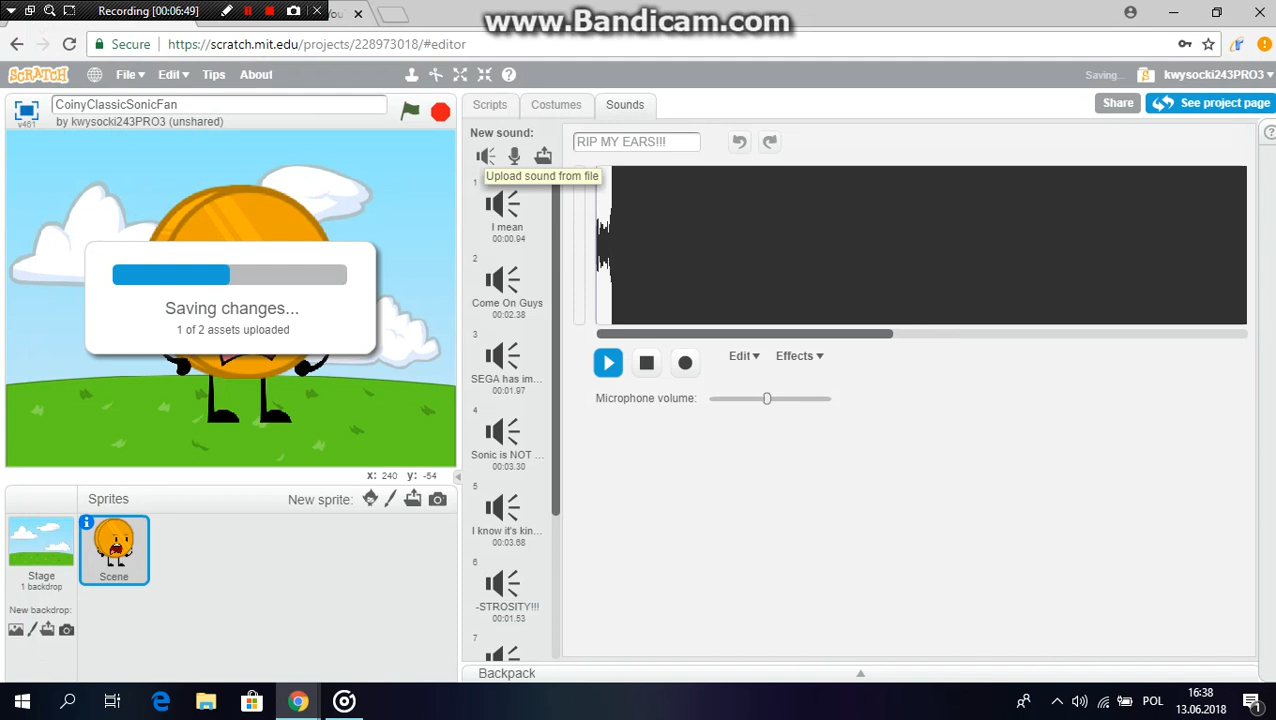 Recording [00:06:49]
You
www.Bandicam.com
Secure
https://scratch.mit.edu/projects/228973018/#editor
SCRATCH
File
Edit
Tips
About
Saving...
kwysocki243PRO3
v461
CoinyClassicSonicFan
by kwysocki243PRO3 (unshared)
Scripts
Costumes
Sounds
Share
See project page
New sound:
RIP MY EARS!!!
Upload sound from file
1
I mean
00:00.94
2
Come On Guys
00:02.38
3
SEGA has im...
00:01.97
4
Sonic is NOT ...
00:03.30
5
I know it's kin...
00:03.68
6
-STROSITY!!!
00:01.53
7
Edit
Effects
Microphone volume:
Saving changes...
1 of 2 assets uploaded
x: 240 y: -54
Sprites
New sprite:
Stage
1 backdrop
Scene
New backdrop:
Backpack
POL
16:38
13.06.2018
1